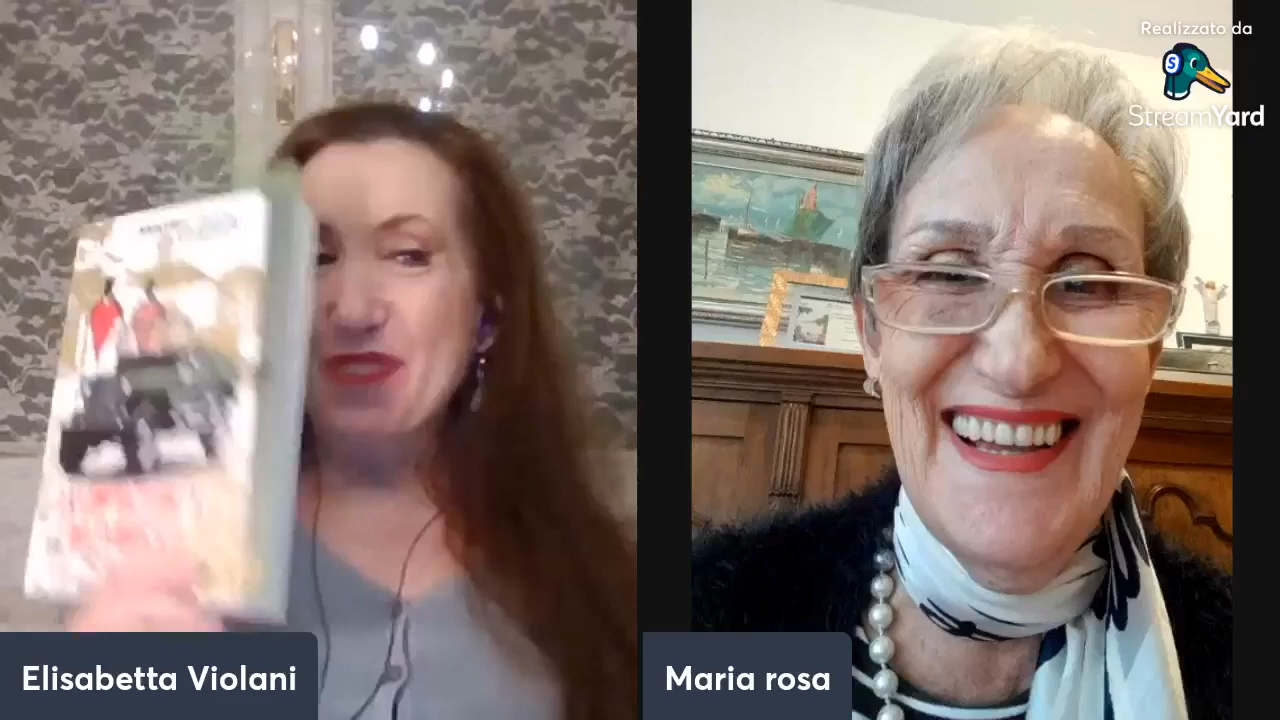 Realizzato da
StreamYard
Elisabetta Violani
Maria rosa